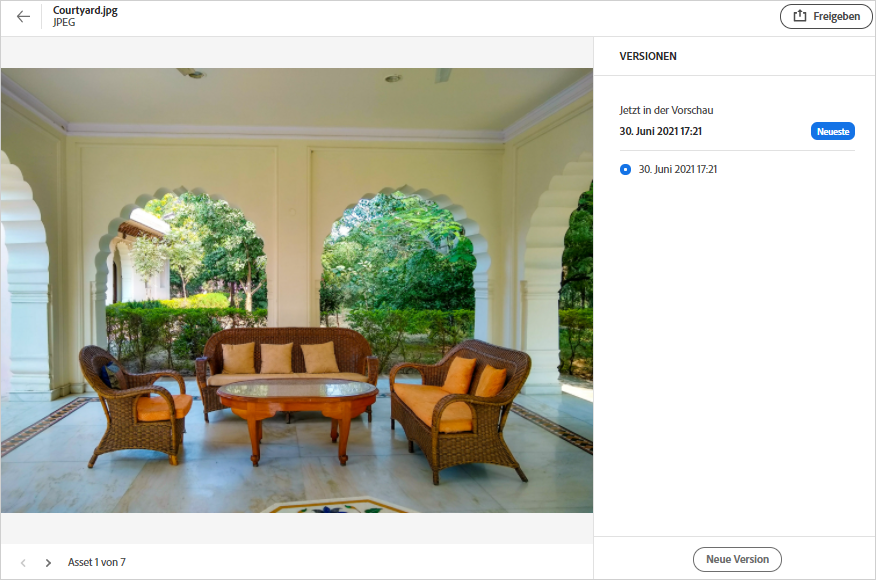 Courtyard.jpg
JPEG
Freigeben
VERSIONEN
Jetzt in der Vorschau
30. Juni 2021 17:21
Neueste
30. Juni 2021 17:21
Asset 1 von 7
Neue Version